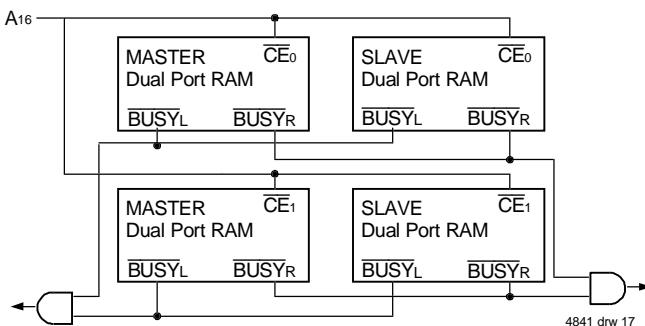 A16
MASTER
Dual Port RAM
CE0
BUSYL BUSYR
SLAVE
Dual Port RAM
CE0
BUSYL BUSYR
MASTER
Dual Port RAM
CE1
BUSYL BUSYR
SLAVE
Dual Port RAM
CE1
BUSYL BUSYR
4841 drw 17